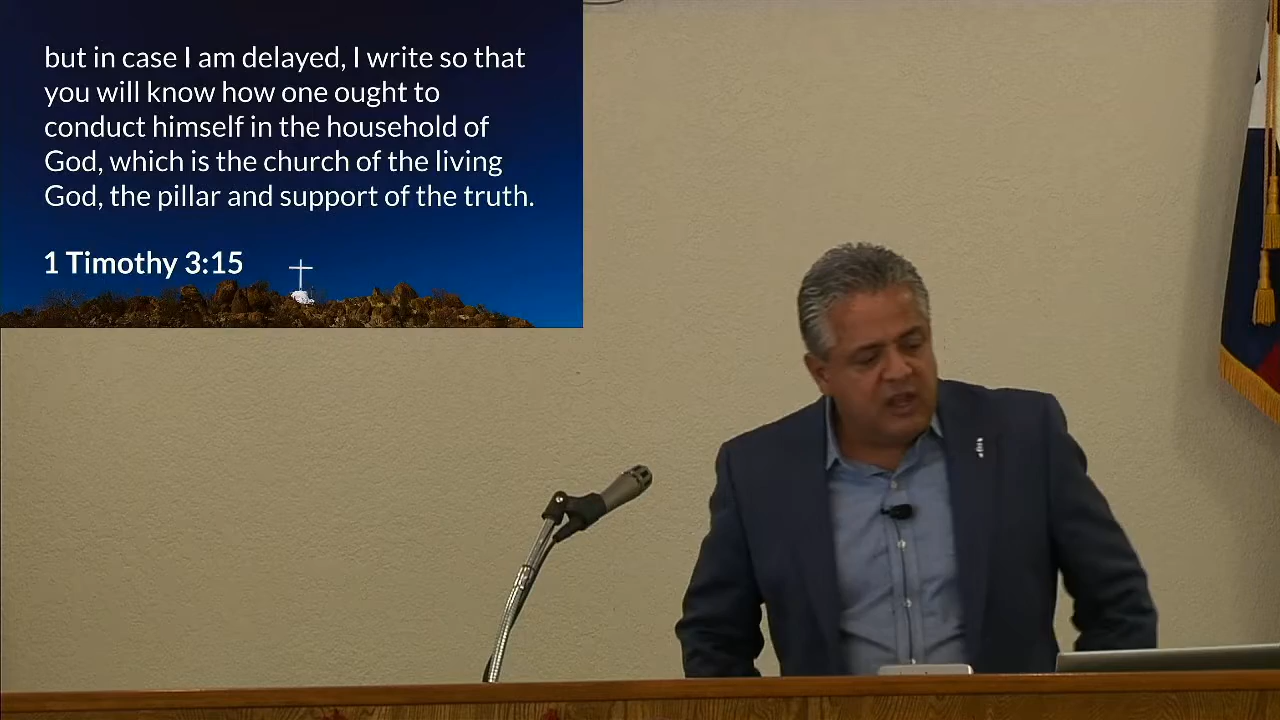 but in case I am delayed, I write so that
you will know how one ought to
conduct himself in the household of
God, which is the church of the living
God, the pillar and support of the truth.
1 Timothy 3:15